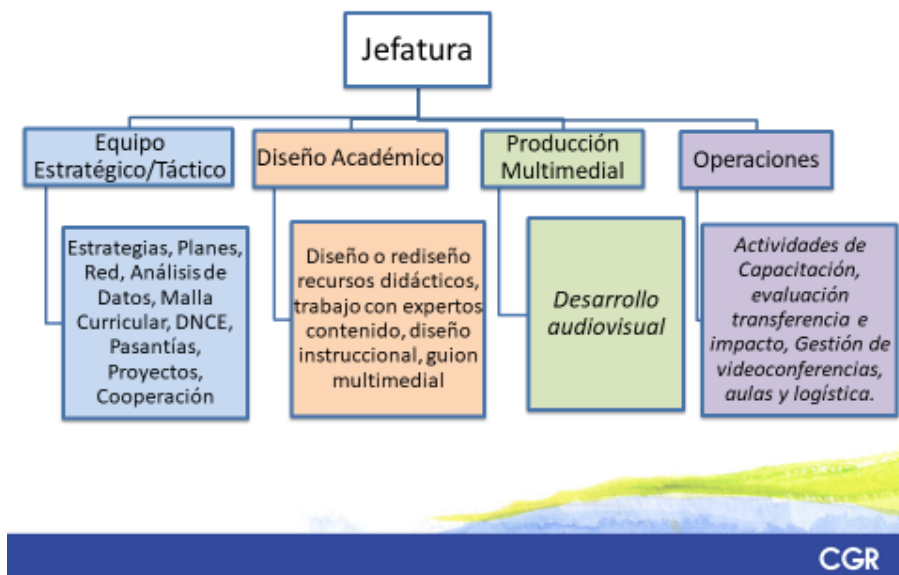 Jefatura
Equipo
Estratégico/Táctico
Diseño Académico
Producción
Multimedial
Operaciones
Estrategias, Planes,
Red, Análisis de
Datos, Malla
Curricular, DNCE,
Pasantías,
Proyectos,
Cooperación
Diseño o rediseño
recursos didácticos,
trabajo con expertos
contenido, diseño
instruccional, guion
multimedial
Desarrollo
audiovisual
Actividades de
Capacitación,
evaluación
transferencia e
impacto, Gestión de
videoconferencias,
aulas y logística.
CGR